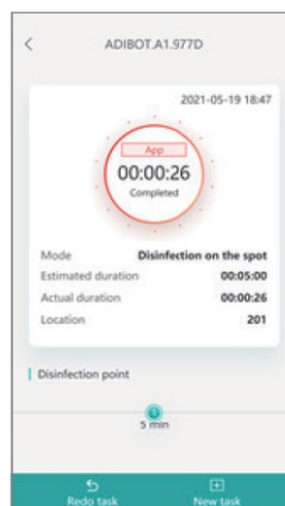 ADIBOT.A1.977D
2021-05-19 18:47
App
00:00:26
Completed
Mode Disinfection on the spot
Estimated duration 00:05:00
Actual duration 00:00:26
Location 201
Disinfection point
1
5 min
Redo task New task